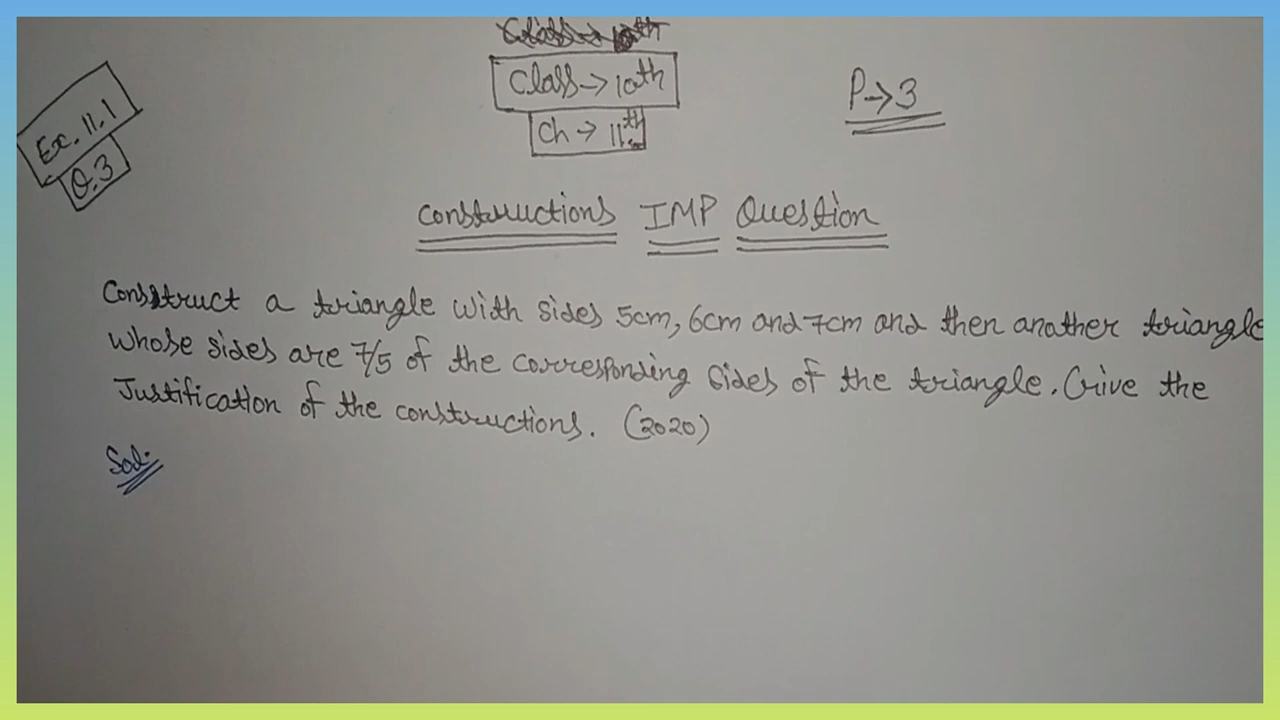 Class → 10th
Class → 10th
Ch → 11th
P → 3
Ex. 11.1
Q.3
Constructions IMP Question
Construct a triangle with sides 5cm, 6cm and 7cm and then another triangle
whose sides are 7/5 of the corresponding sides of the triangle. Give the
Justification of the constructions. (2020)
Sol.